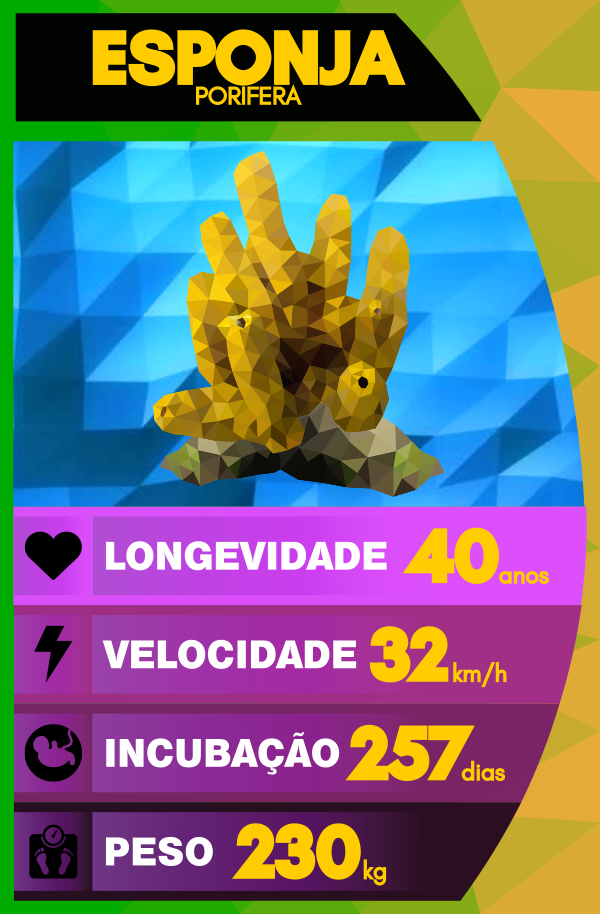 ESPONJA
PORIFERA
LONGEVIDADE 40 anos
VELOCIDADE 32 km/h
INCUBAÇÃO 257 dias
PESO 230 kg